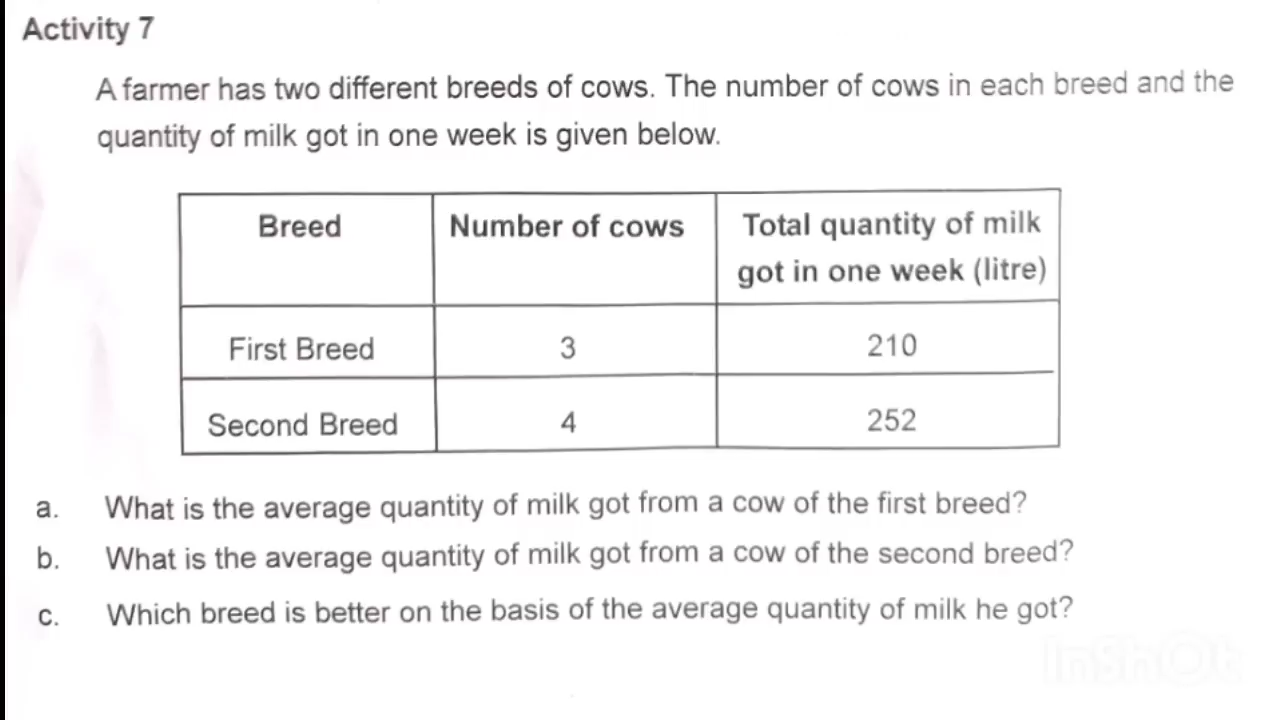 Activity 7
A farmer has two different breeds of cows. The number of cows in each breed and the
quantity of milk got in one week is given below.
Breed Number of cows Total quantity of milk
got in one week (litre)
First Breed 3 210
Second Breed 4 252
a. What is the average quantity of milk got from a cow of the first breed?
b. What is the average quantity of milk got from a cow of the second breed?
c. Which breed is better on the basis of the average quantity of milk he got?
InShOt